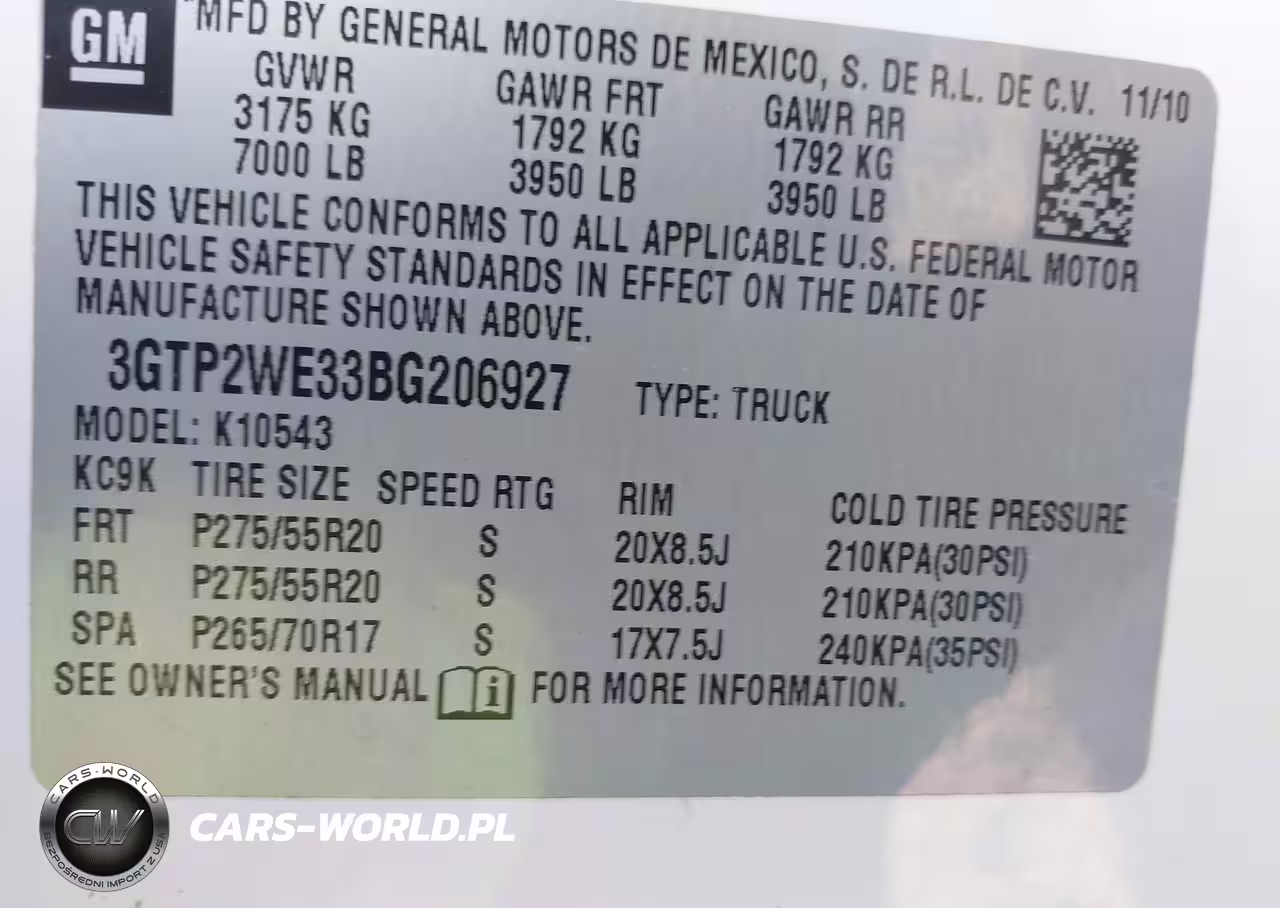 GM
MFD BY GENERAL MOTORS DE MEXICO, S. DE R.L. DE C.V. 11/10
GVWR GAWR FRT GAWR RR
3175 KG 1792 KG 1792 KG
7000 LB 3950 LB 3950 LB
THIS VEHICLE CONFORMS TO ALL APPLICABLE U.S. FEDERAL MOTOR
VEHICLE SAFETY STANDARDS IN EFFECT ON THE DATE OF
MANUFACTURE SHOWN ABOVE.
3GTP2WE33BG206927 TYPE: TRUCK
MODEL: K10543
KC9K TIRE SIZE SPEED RTG RIM COLD TIRE PRESSURE
FRT P275/55R20 S 20X8.5J 210KPA(30PSI)
RR P275/55R20 S 20X8.5J 210KPA(30PSI)
SPA P265/70R17 S 17X7.5J 240KPA(35PSI)
SEE OWNER'S MANUAL i FOR MORE INFORMATION.
CARS-WORLD
CW
BEZPOŚREDNI IMPORT Z USA
CARS-WORLD.PL